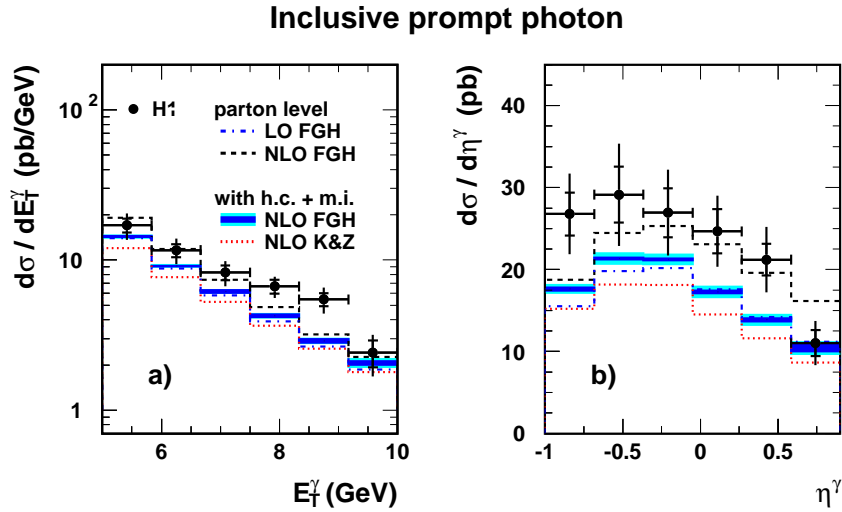 Inclusive prompt photon
dσ / dE_T^γ (pb/GeV)
10²
10
1
H1
parton level
LO FGH
NLO FGH
with h.c. + m.i.
NLO FGH
NLO K&Z
a)
6
8
10
E_T^γ (GeV)
dσ / dη^γ (pb)
40
30
20
10
0
b)
-1
-0.5
0
0.5
η^γ